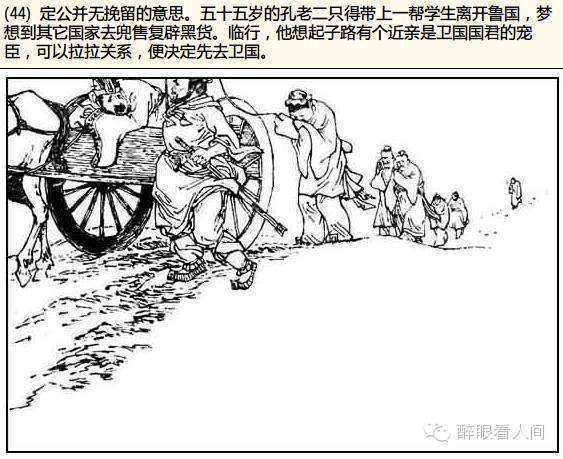 (44) 定公并无挽留的意思。五十五岁的孔老二只得带上一帮学生离开鲁国，梦
想到其它国家去兜售复辟黑货。临行，他想起子路有个近亲是卫国国君的宠
臣，可以拉拉关系，便决定先去卫国。
醉眼看人间